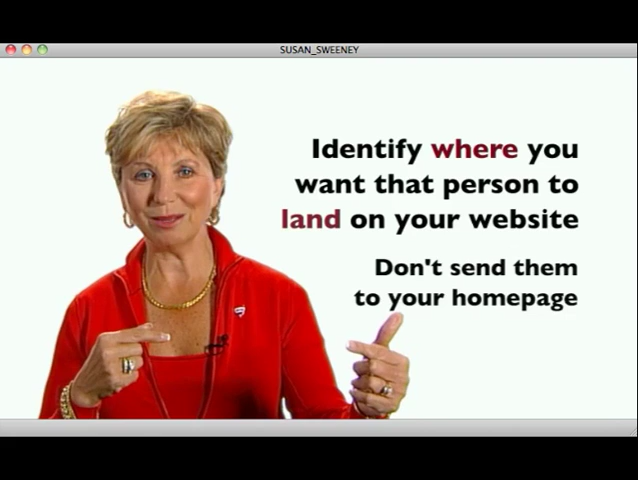 SUSAN_SWEENEY
Identify where you
want that person to
land on your website
Don't send them
to your homepage